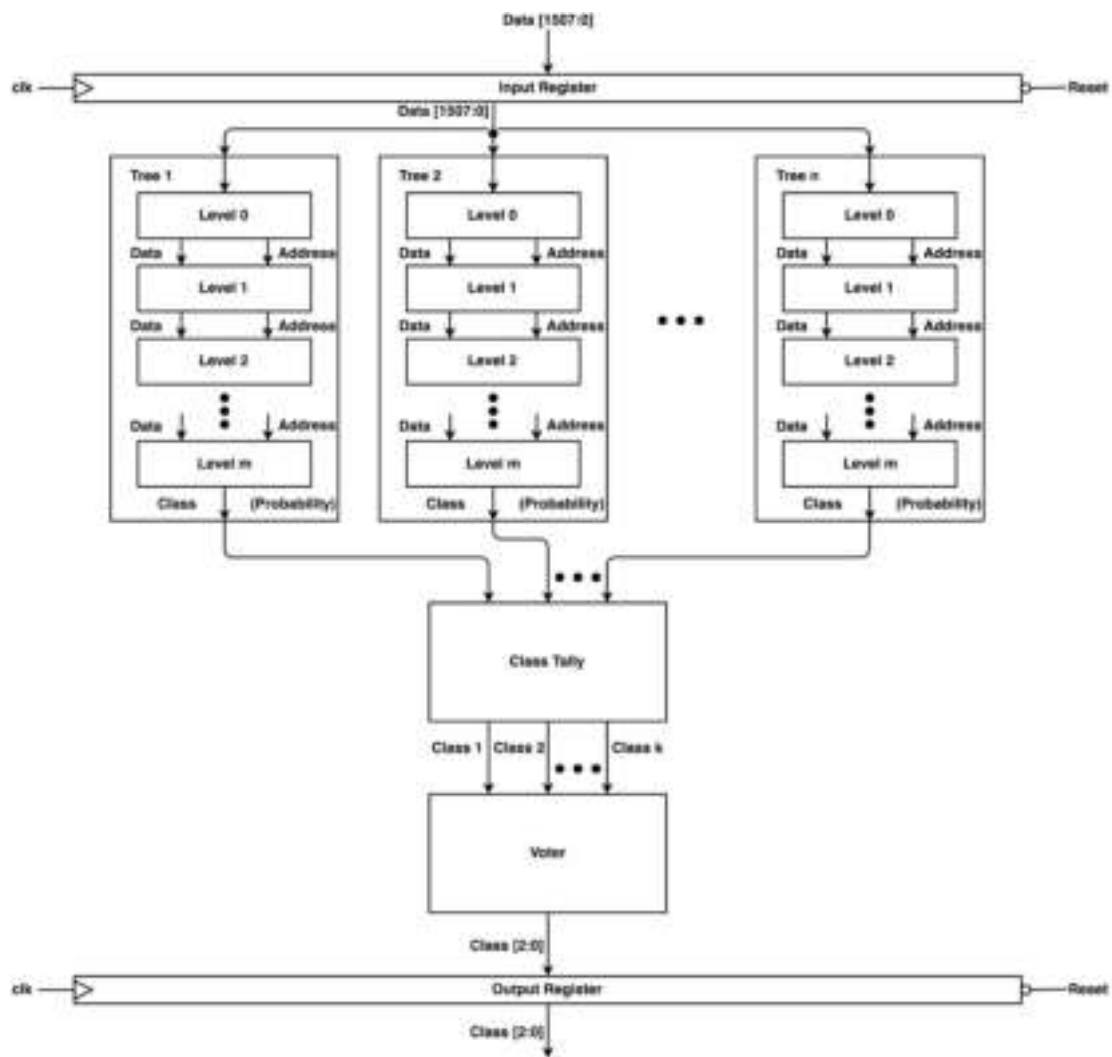 Data [1507:0]
clk Input Register Reset
Data [1507:0]
Tree 1 Tree 2 Tree n
Level 0 Level 0 Level 0
Data Address Data Address Data Address
Level 1 Level 1 Level 1
Data Address Data Address Data Address
Level 2 Level 2 Level 2
Data Address Data Address Data Address
Level m Level m Level m
Class (Probability) Class (Probability) Class (Probability)
Class Tally
Class 1 Class 2 Class k
Voter
Class [2:0]
clk Output Register Reset
Class [2:0]